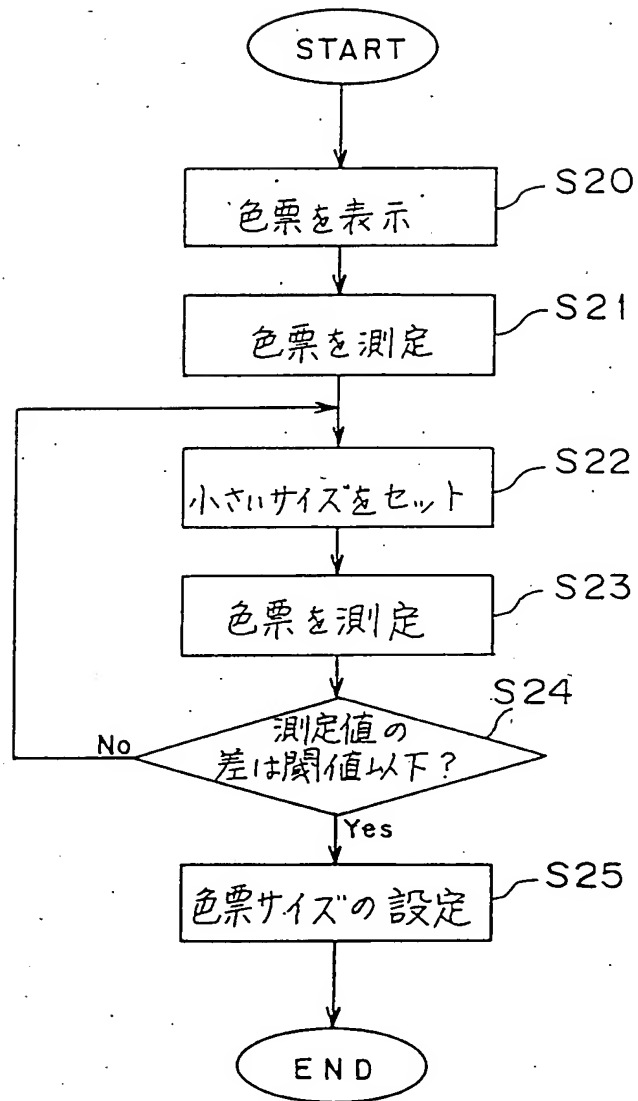 START
色票を表示
S20
色票を測定
S21
小さいサイズをセット
S22
色票を測定
S23
S24
測定値の
差は閾値以下?
No
Yes
色票サイズの設定
S25
END